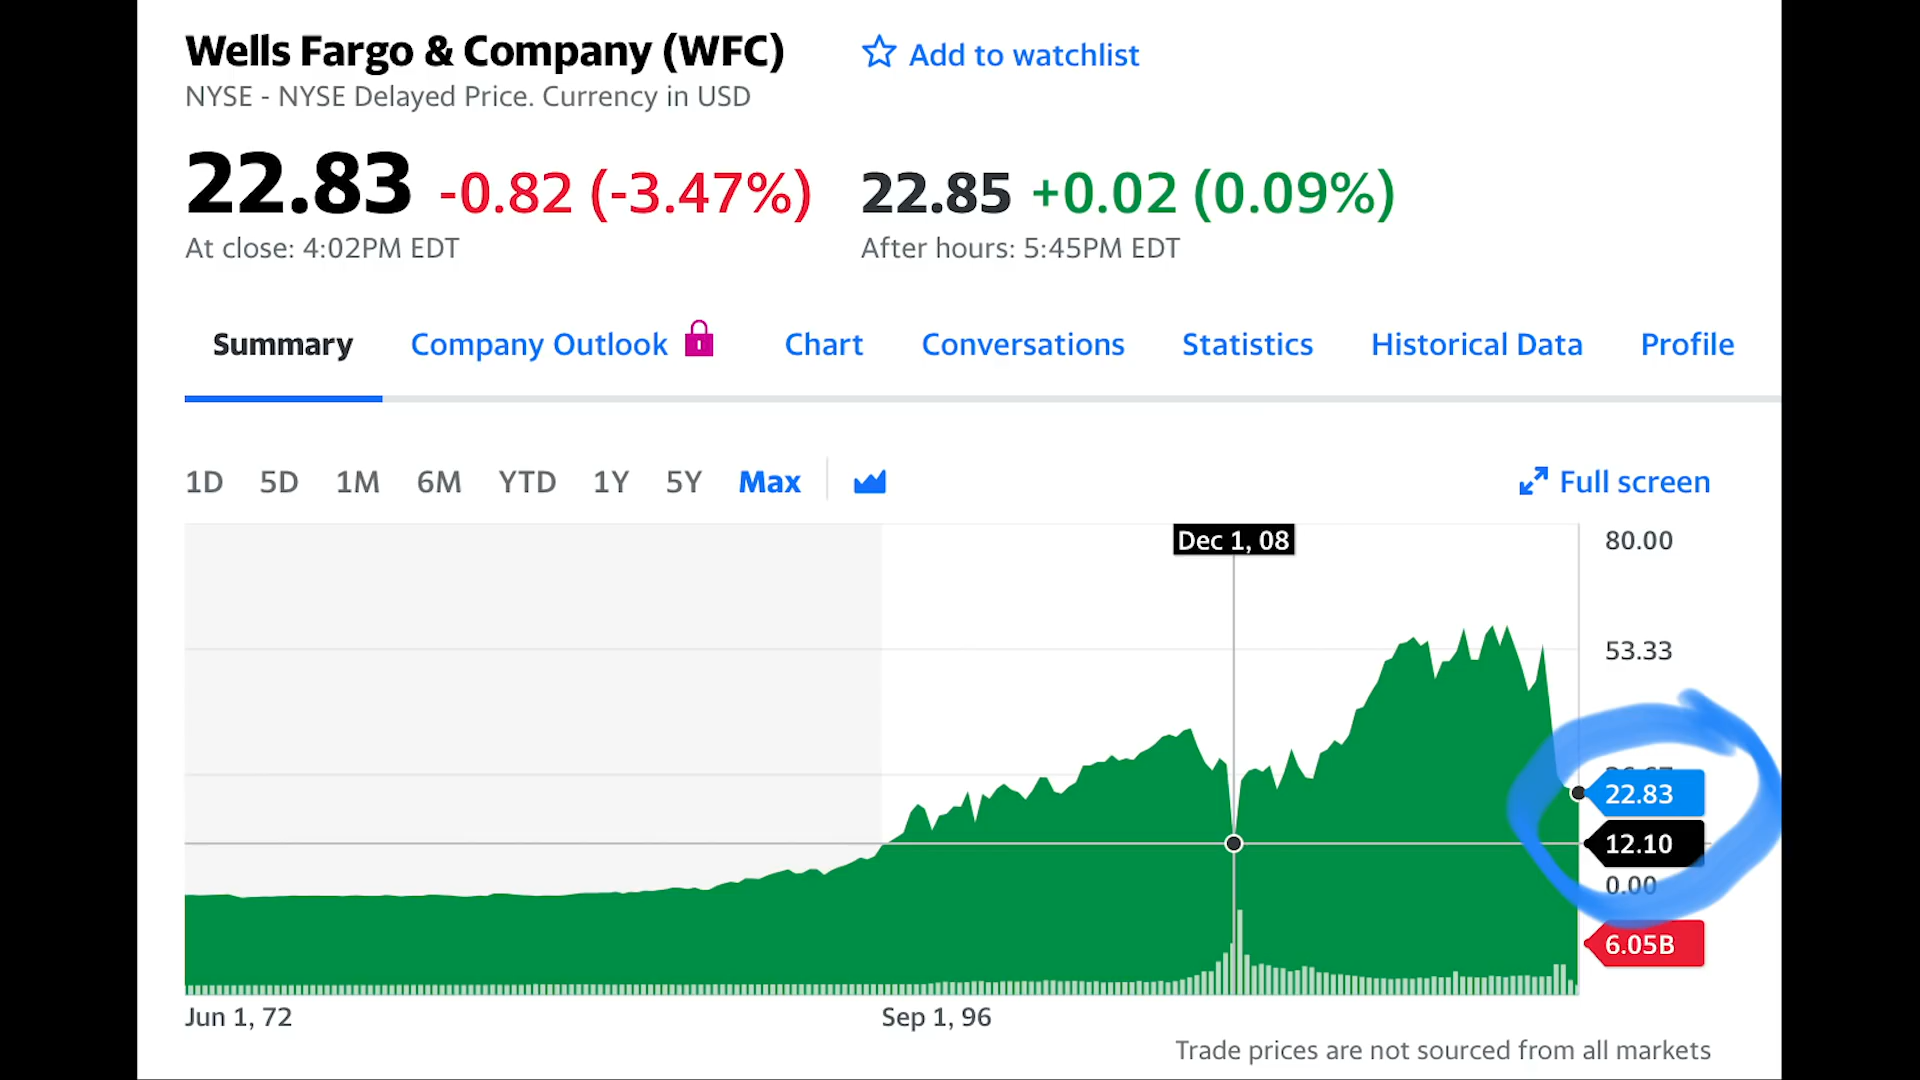 Wells Fargo & Company (WFC)
Add to watchlist
NYSE - NYSE Delayed Price. Currency in USD
22.83 -0.82 (-3.47%)
22.85 +0.02 (0.09%)
At close: 4:02PM EDT
After hours: 5:45PM EDT
Summary Company Outlook Chart Conversations Statistics Historical Data Profile
1D 5D 1M 6M YTD 1Y 5Y Max
Full screen
Dec 1, 08
80.00
53.33
22.83
12.10
0.00
6.05B
Jun 1, 72
Sep 1, 96
Trade prices are not sourced from all markets